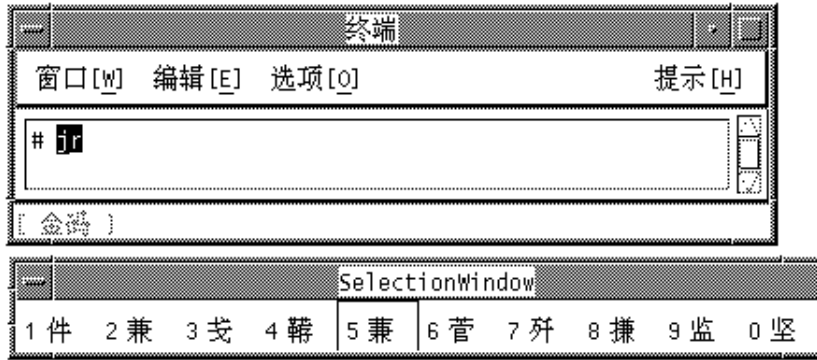 终端
窗口[W] 编辑[E] 选项[O] 提示[H]
# jr
[ 金码 ]
SelectionWindow
1 件 2 兼 3 戋 4 鞯 5 蒹 6 菅 7 歼 8 搛 9 监 0 坚